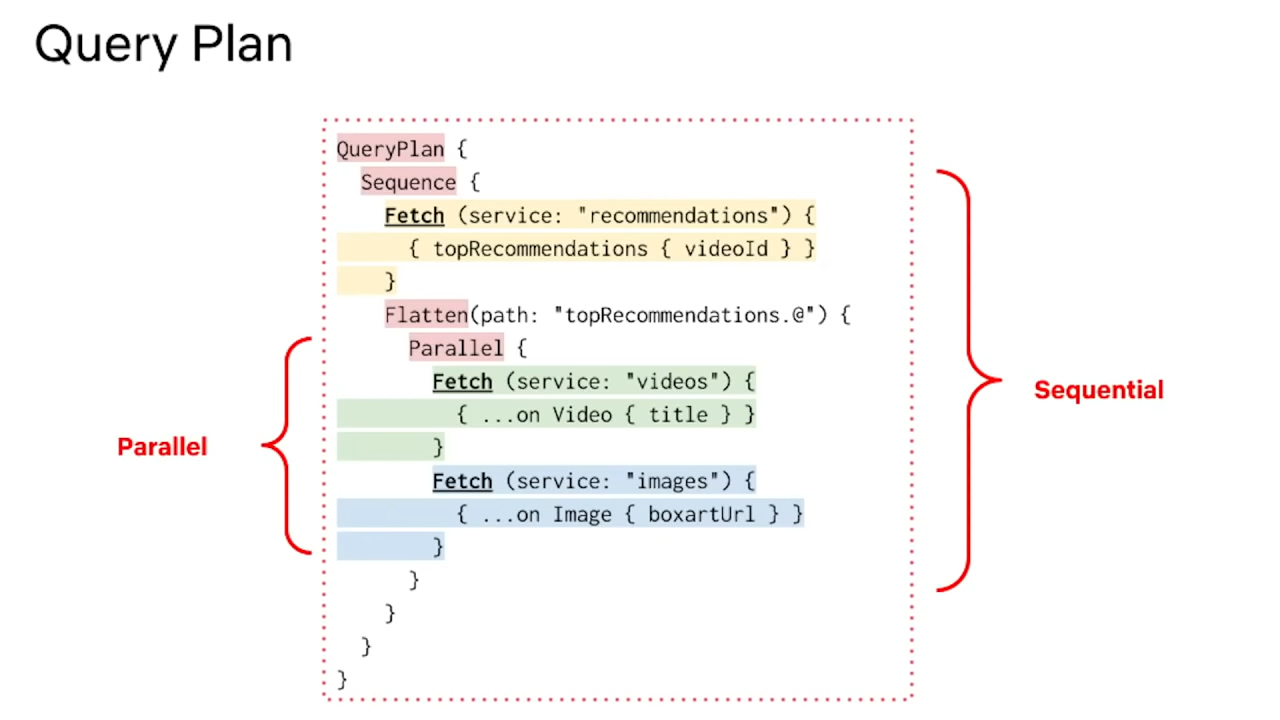 Query Plan
QueryPlan {
Sequence {
Fetch (service: "recommendations") {
{ topRecommendations { videoId } }
}
Flatten(path: "topRecommendations.@") {
Parallel {
Fetch (service: "videos") {
{ ...on Video { title } }
}
Fetch (service: "images") {
{ ...on Image { boxartUrl } }
}
}
}
}
}
Parallel
Sequential